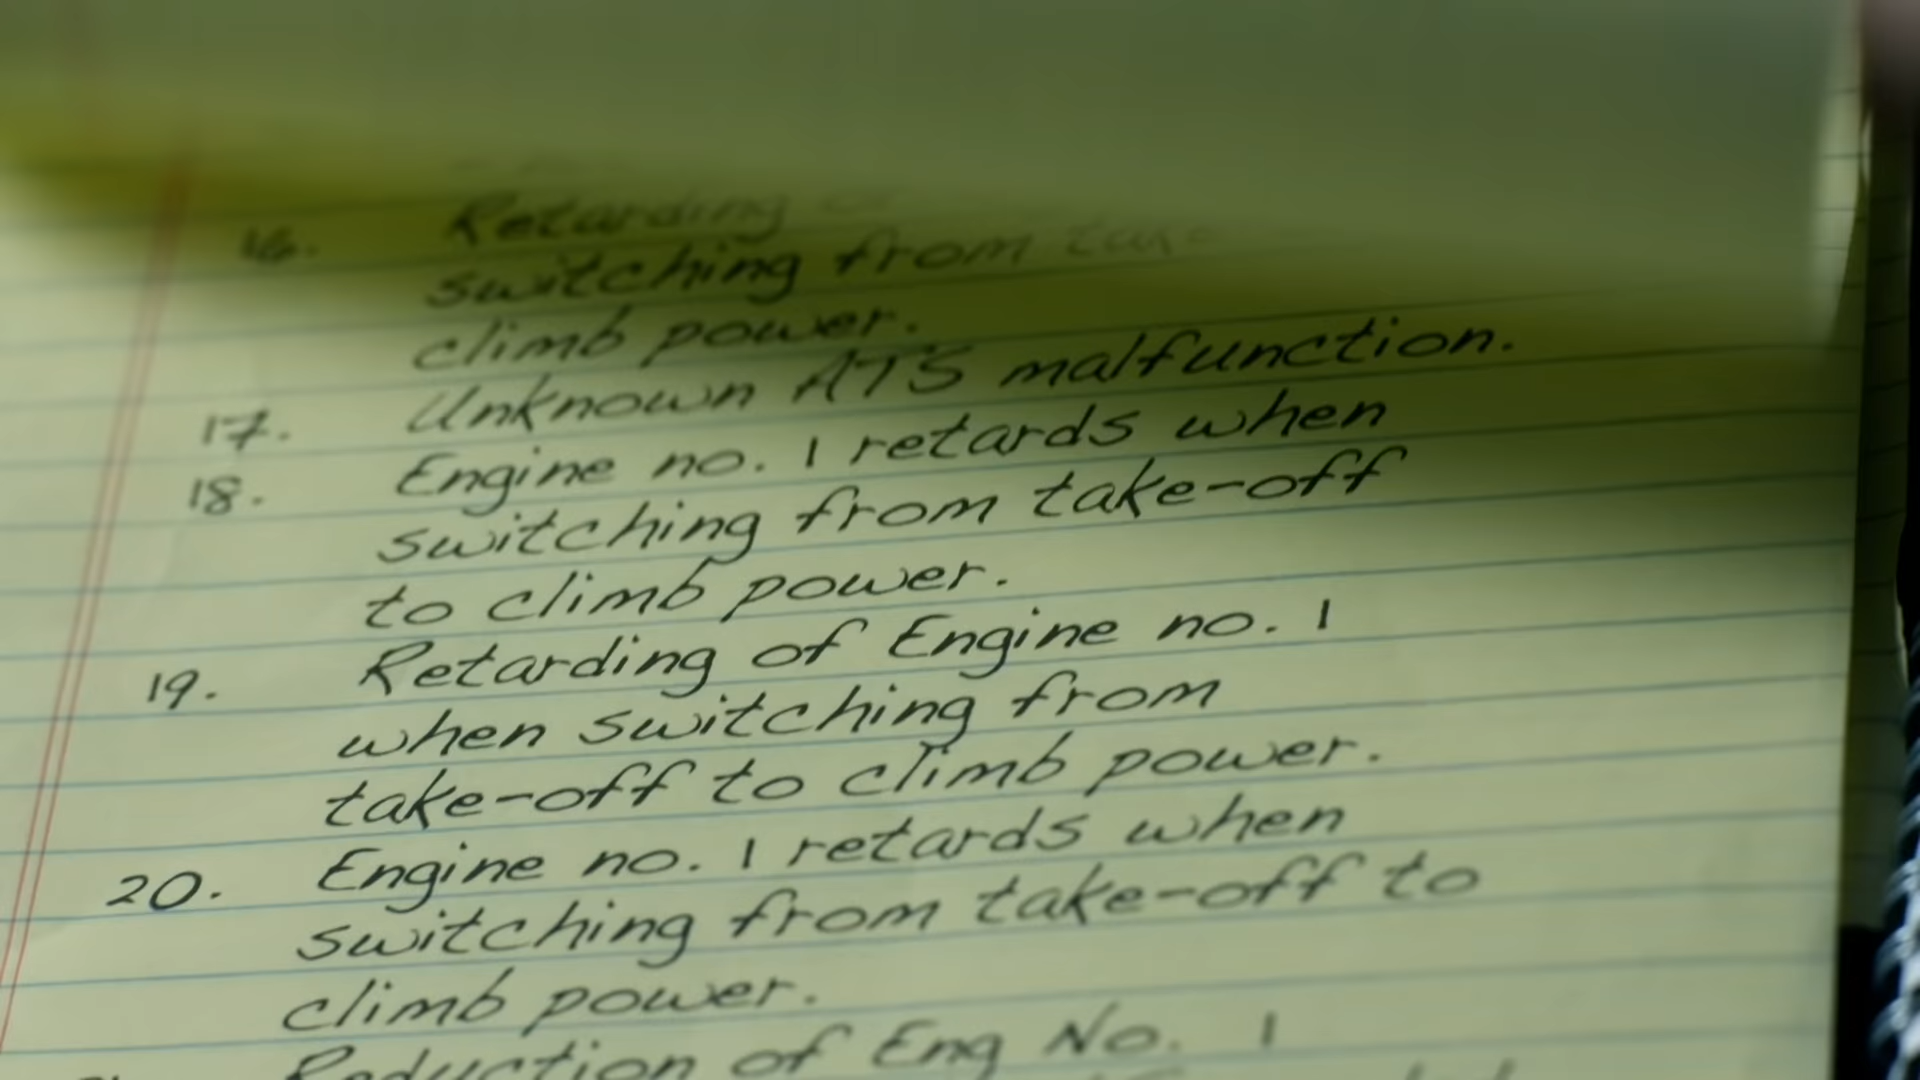 16. Retarding of
switching from take
climb power.
17. Unknown ATS malfunction.
18. Engine no. 1 retards when
switching from take-off
to climb power.
19. Retarding of Engine no. 1
when switching from
take-off to climb power.
20. Engine no. 1 retards when
switching from take-off to
climb power.
Reduction of Eng No. 1